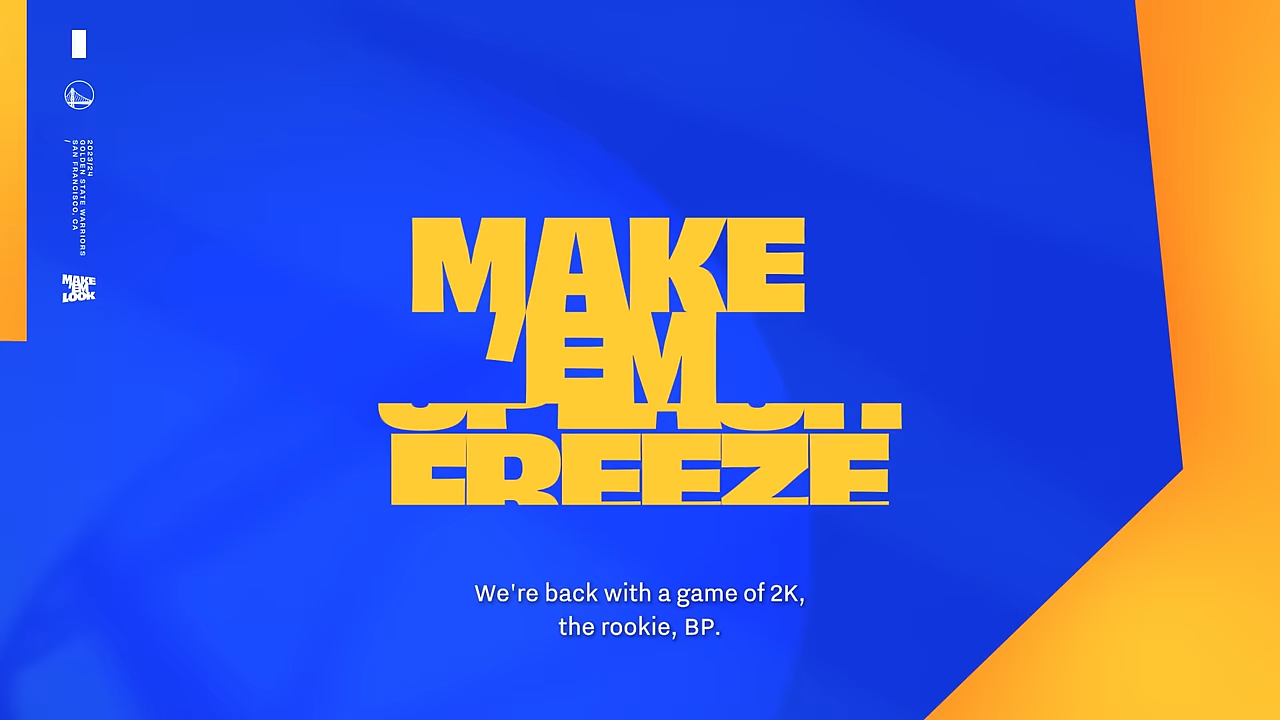 2023/24
GOLDEN STATE WARRIORS
SAN FRANCISCO, CA
/
MAKE
'EM
LOOK
MAKE
'EM
SPLASH
FREEZE
We're back with a game of 2K,
the rookie, BP.